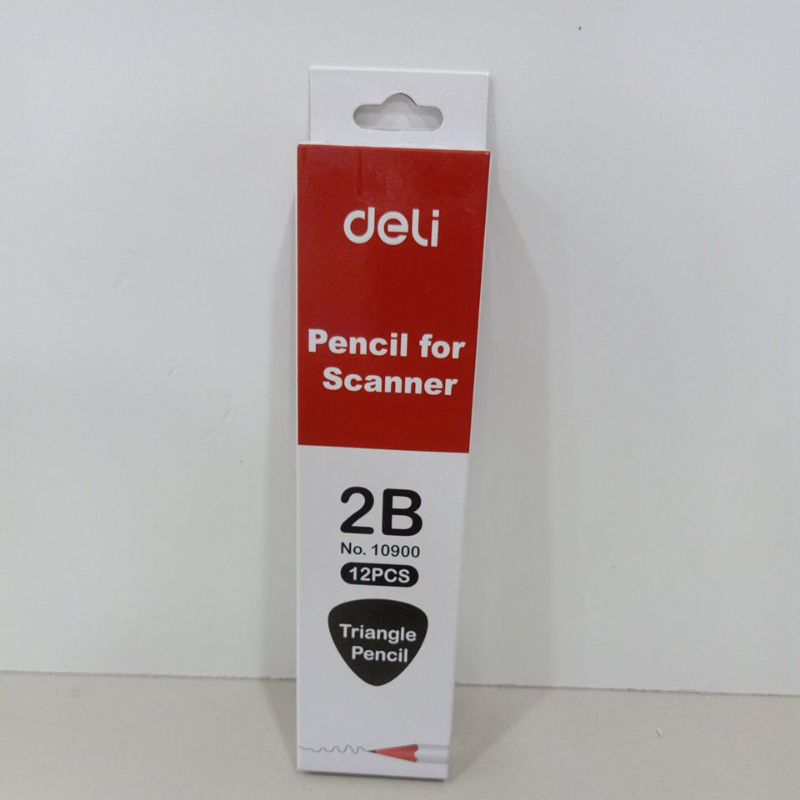 deli
Pencil for
Scanner
2B
No. 10900
12PCS
Triangle
Pencil